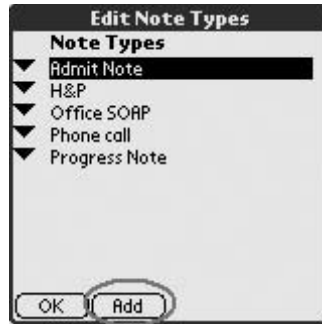 Edit Note Types
Note Types
Admit Note
H&P
Office SOAP
Phone call
Progress Note
OK Add